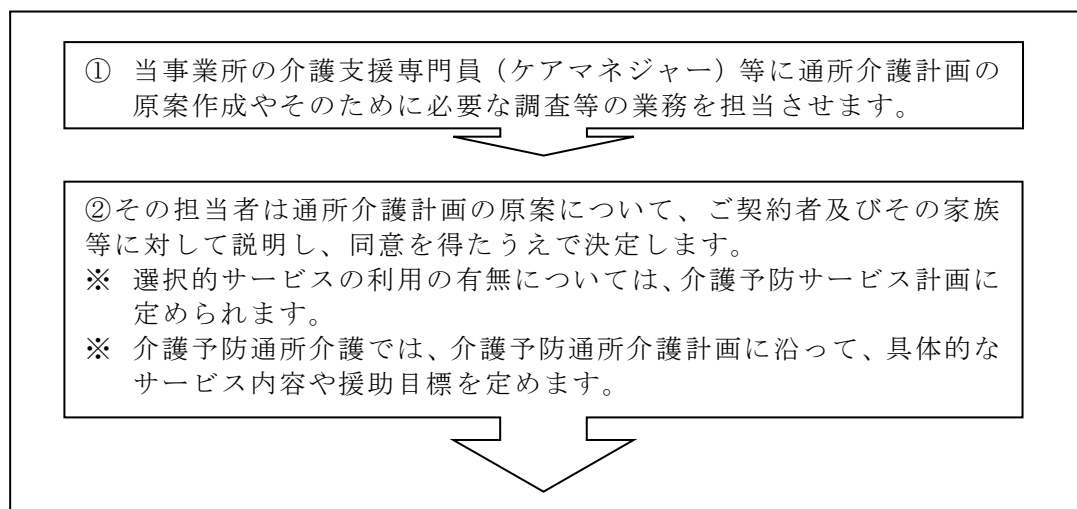 ① 当事業所の介護支援専門員（ケアマネジャー）等に通所介護計画の
原案作成やそのために必要な調査等の業務を担当させます。
②その担当者は通所介護計画の原案について、ご契約者及びその家族
等に対して説明し、同意を得たうえで決定します。
※ 選択的サービスの利用の有無については、介護予防サービス計画に
定められます。
※ 介護予防通所介護では、介護予防通所介護計画に沿って、具体的な
サービス内容や援助目標を定めます。